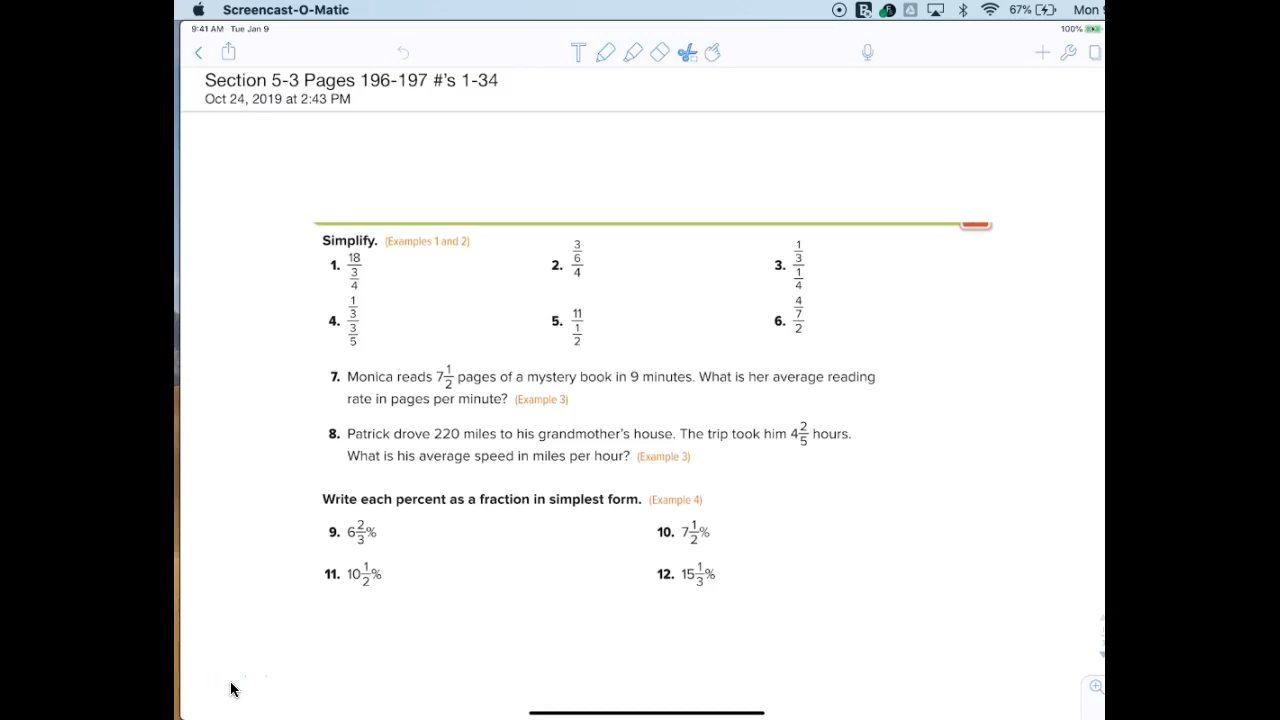 Screencast-O-Matic 67% Mon 9
9:41 AM Tue Jan 9 100%
T
Section 5-3 Pages 196-197 #'s 1-34
Oct 24, 2019 at 2:43 PM
Simplify. (Examples 1 and 2)
1. 18/(3/4) 2. (3/6)/4 3. (1/3)/(1/4)
4. (1/3)/(3/5) 5. 11/(1/2) 6. (4/7)/2
7. Monica reads 7 1/2 pages of a mystery book in 9 minutes. What is her average reading
rate in pages per minute? (Example 3)
8. Patrick drove 220 miles to his grandmother's house. The trip took him 4 2/5 hours.
What is his average speed in miles per hour? (Example 3)
Write each percent as a fraction in simplest form. (Example 4)
9. 6 2/3% 10. 7 1/2%
11. 10 1/2% 12. 15 1/3%